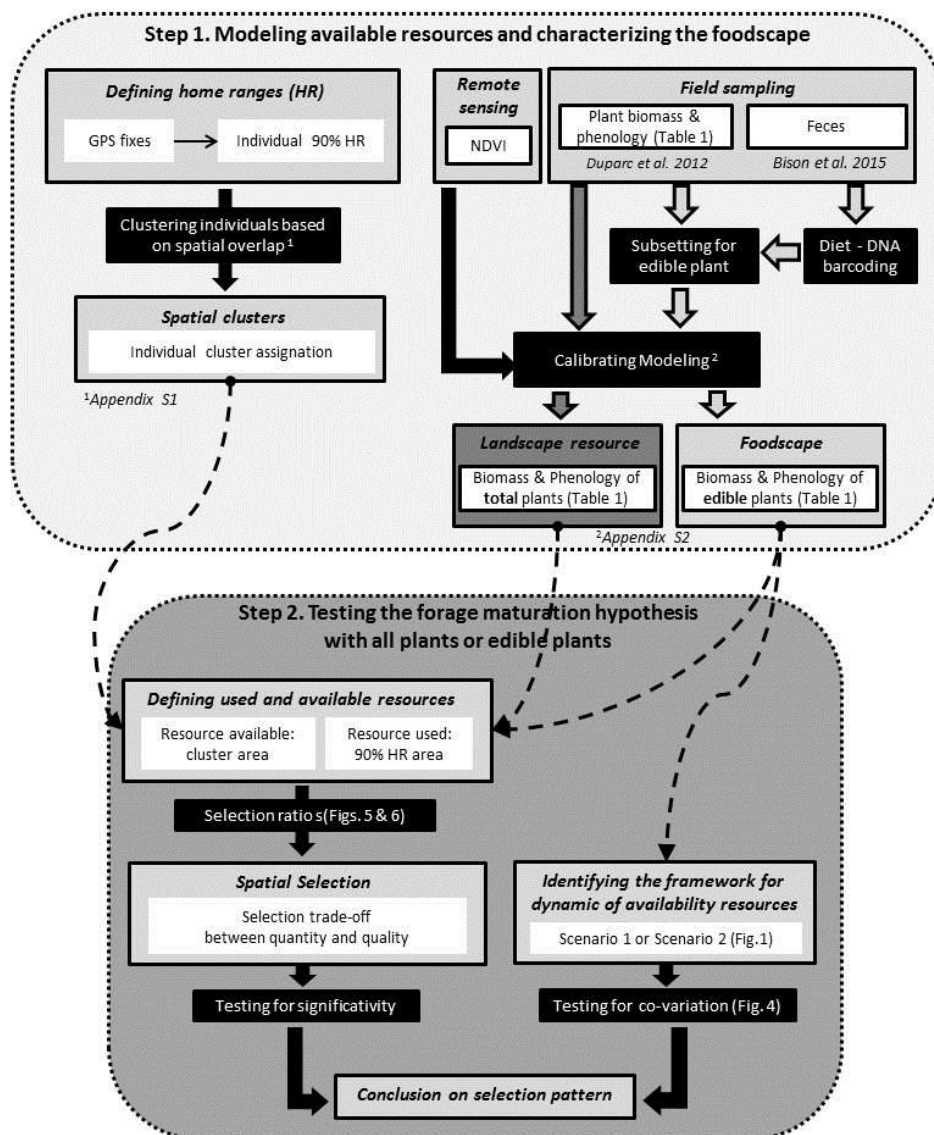 Step 1. Modeling available resources and characterizing the foodscape
Defining home ranges (HR)
GPS fixes
Individual 90% HR
Clustering individuals based
on spatial overlap 1
Spatial clusters
Individual cluster assignation
1Appendix S1
Remote
sensing
NDVI
Field sampling
Plant biomass &
phenology (Table 1)
Duparc et al. 2012
Feces
Bison et al. 2015
Subsetting for
edible plant
Diet - DNA
barcoding
Calibrating Modeling 2
Landscape resource
Biomass & Phenology of
total plants (Table 1)
Foodscape
Biomass & Phenology of
edible plants (Table 1)
2Appendix S2
Step 2. Testing the forage maturation hypothesis
with all plants or edible plants
Defining used and available resources
Resource available:
cluster area
Resource used:
90% HR area
Selection ratio s(Figs. 5 & 6)
Spatial Selection
Selection trade-off
between quantity and quality
Testing for significativity
Identifying the framework for
dynamic of availability resources
Scenario 1 or Scenario 2 (Fig.1)
Testing for co-variation (Fig. 4)
Conclusion on selection pattern